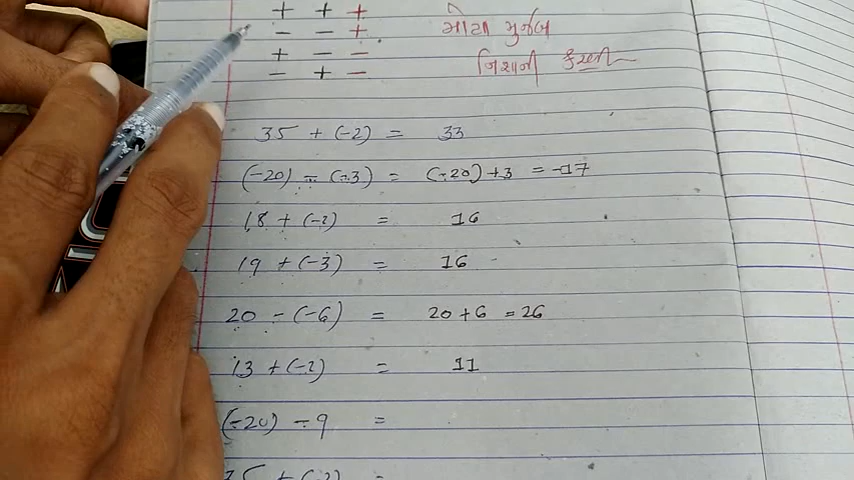 + + + મોટા મુજબ
- - +
+ - - નિશાની કરવી
- + -
35 + (-2) = 33
(-20) - (-3) = (-20) + 3 = -17
18 + (-2) = 16
19 + (-3) = 16
20 - (-6) = 20 + 6 = 26
13 + (-2) = 11
(-20) - 9 =